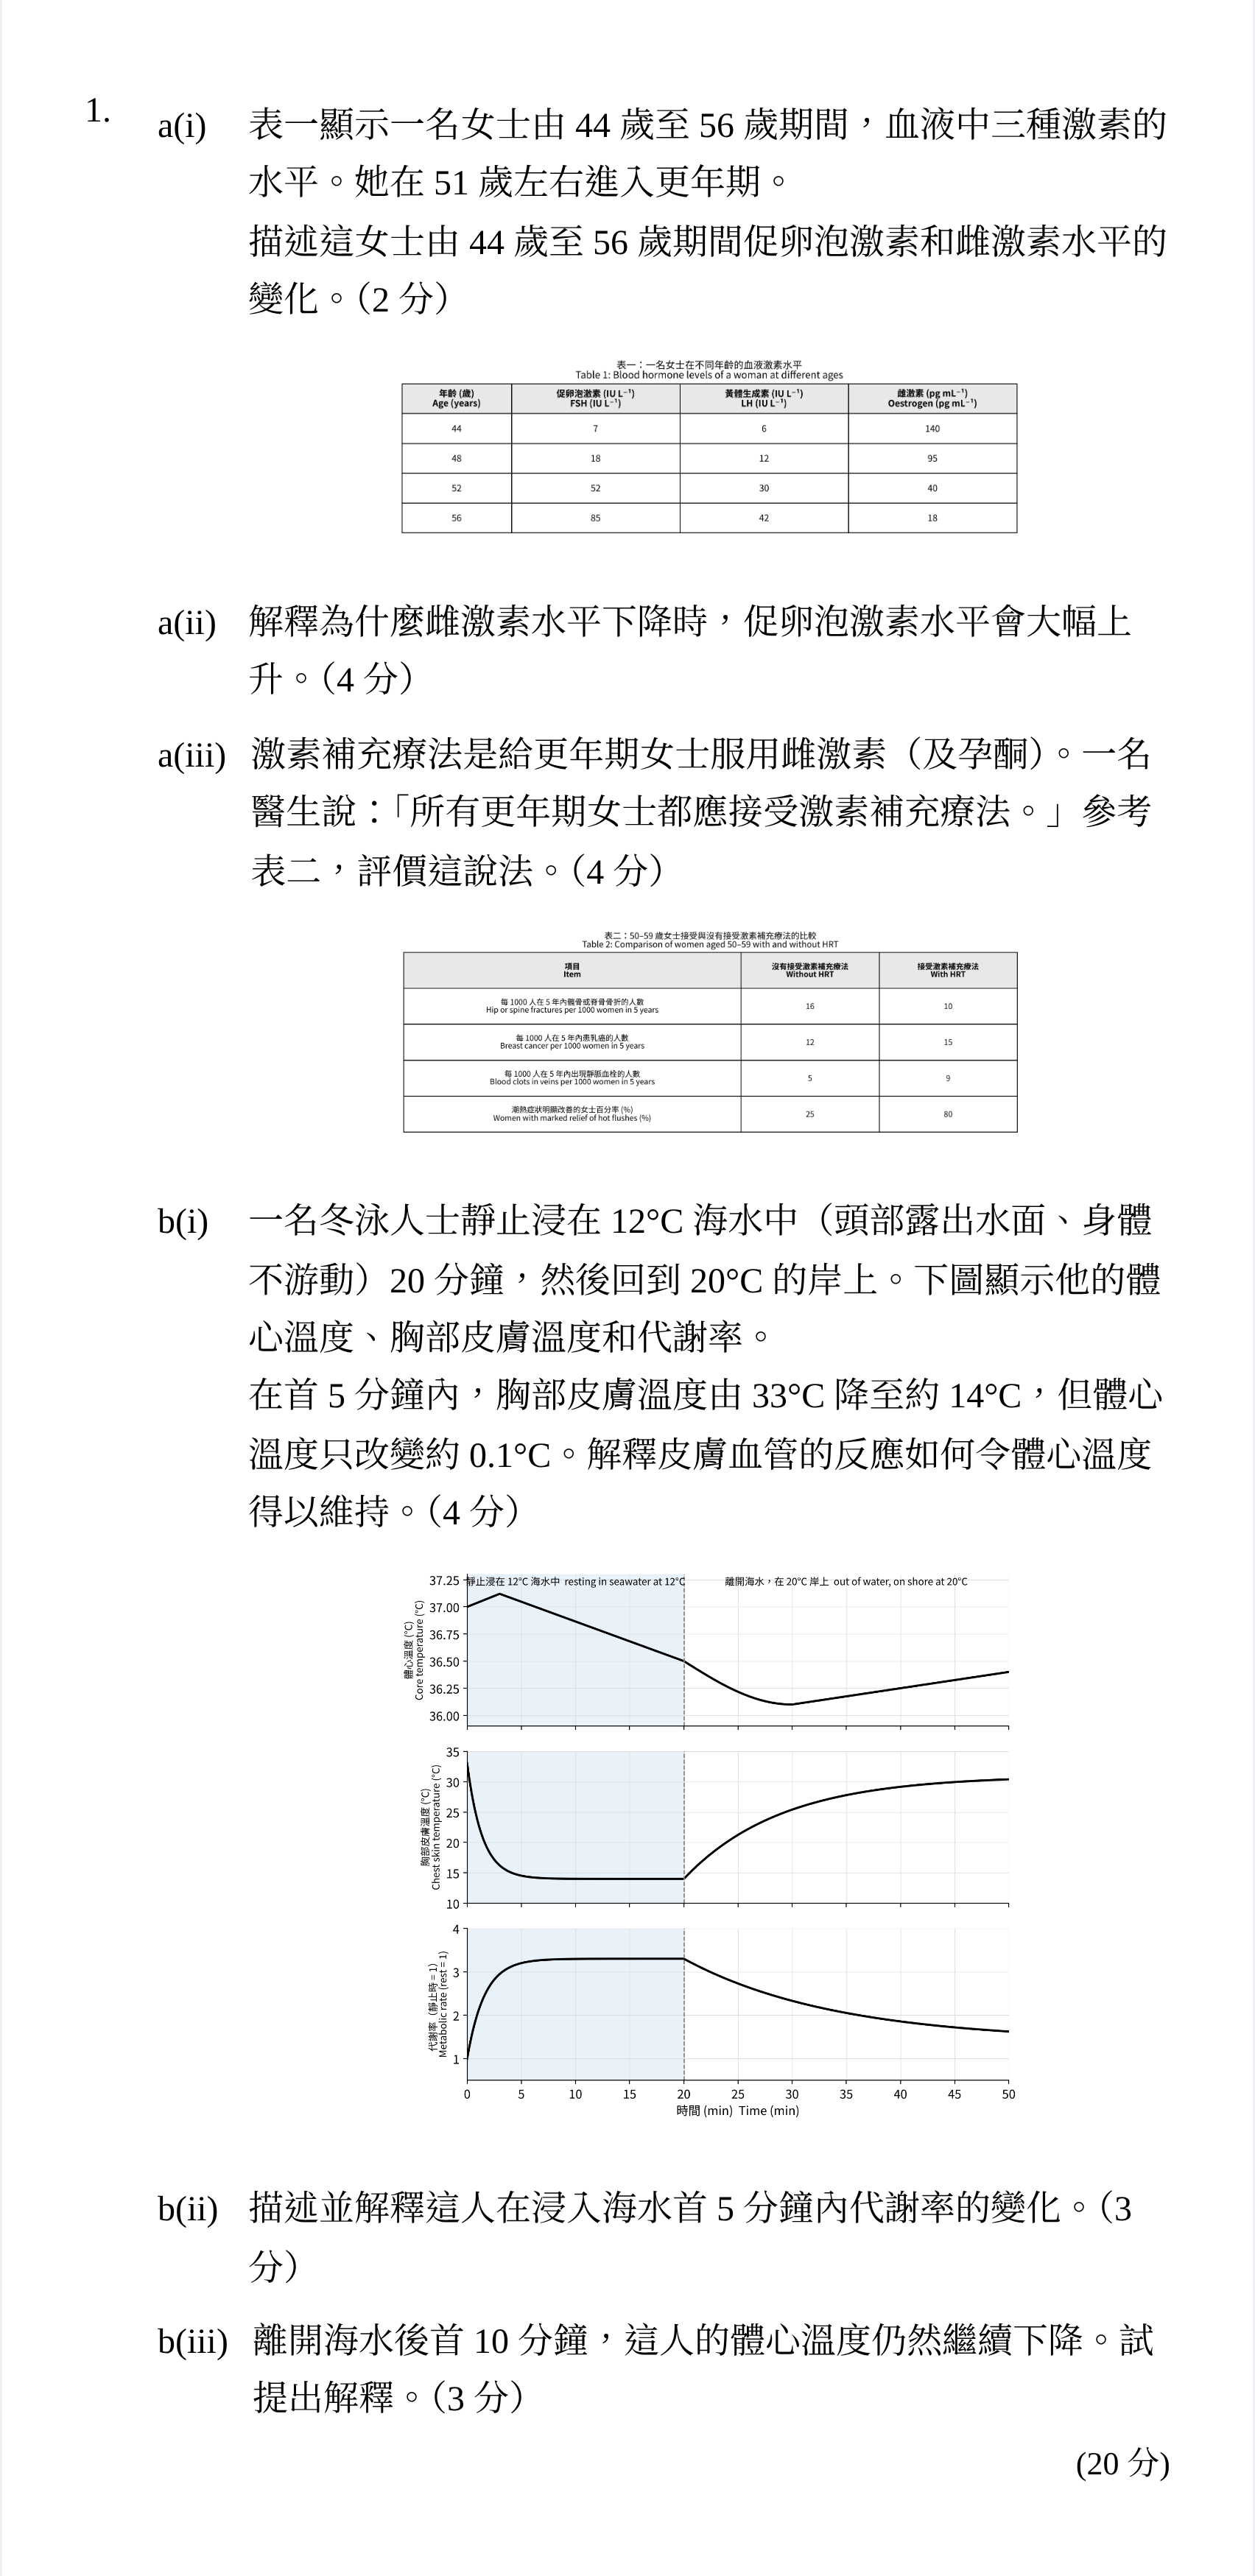 1.
a(i) 表一顯示一名女士由 44 歲至 56 歲期間，血液中三種激素的
水平。她在 51 歲左右進入更年期。
描述這女士由 44 歲至 56 歲期間促卵泡激素和雌激素水平的
變化。（2 分）
表一：一名女士在不同年齡的血液激素水平
Table 1: Blood hormone levels of a woman at different ages
年齡 (歲) 促卵泡激素 (IU L⁻¹) 黃體生成素 (IU L⁻¹) 雌激素 (pg mL⁻¹)
Age (years) FSH (IU L⁻¹) LH (IU L⁻¹) Oestrogen (pg mL⁻¹)
44 7 6 140
48 18 12 95
52 52 30 40
56 85 42 18
a(ii) 解釋為什麼雌激素水平下降時，促卵泡激素水平會大幅上
升。（4 分）
a(iii) 激素補充療法是給更年期女士服用雌激素（及孕酮）。一名
醫生說：「所有更年期女士都應接受激素補充療法。」參考
表二，評價這說法。（4 分）
表二：50–59 歲女士接受與沒有接受激素補充療法的比較
Table 2: Comparison of women aged 50–59 with and without HRT
項目 沒有接受激素補充療法 接受激素補充療法
Item Without HRT With HRT
每 1000 人在 5 年內髖骨或脊骨骨折的人數
Hip or spine fractures per 1000 women in 5 years
16 10
每 1000 人在 5 年內患乳癌的人數
Breast cancer per 1000 women in 5 years
12 15
每 1000 人在 5 年內出現靜脈血栓的人數
Blood clots in veins per 1000 women in 5 years
5 9
潮熱症狀明顯改善的女士百分率 (%)
Women with marked relief of hot flushes (%)
25 80
b(i) 一名冬泳人士靜止浸在 12°C 海水中（頭部露出水面、身體
不游動）20 分鐘，然後回到 20°C 的岸上。下圖顯示他的體
心溫度、胸部皮膚溫度和代謝率。
在首 5 分鐘內，胸部皮膚溫度由 33°C 降至約 14°C，但體心
溫度只改變約 0.1°C。解釋皮膚血管的反應如何令體心溫度
得以維持。（4 分）
靜止浸在 12°C 海水中 resting in seawater at 12°C
離開海水，在 20°C 岸上 out of water, on shore at 20°C
體心溫度 (°C)
Core temperature (°C)
37.25
37.00
36.75
36.50
36.25
36.00
胸部皮膚溫度 (°C)
Chest skin temperature (°C)
35
30
25
20
15
10
代謝率（靜止時 = 1）
Metabolic rate (rest = 1)
4
3
2
1
0 5 10 15 20 25 30 35 40 45 50
時間 (min) Time (min)
b(ii) 描述並解釋這人在浸入海水首 5 分鐘內代謝率的變化。（3
分）
b(iii) 離開海水後首 10 分鐘，這人的體心溫度仍然繼續下降。試
提出解釋。（3 分）
(20 分)